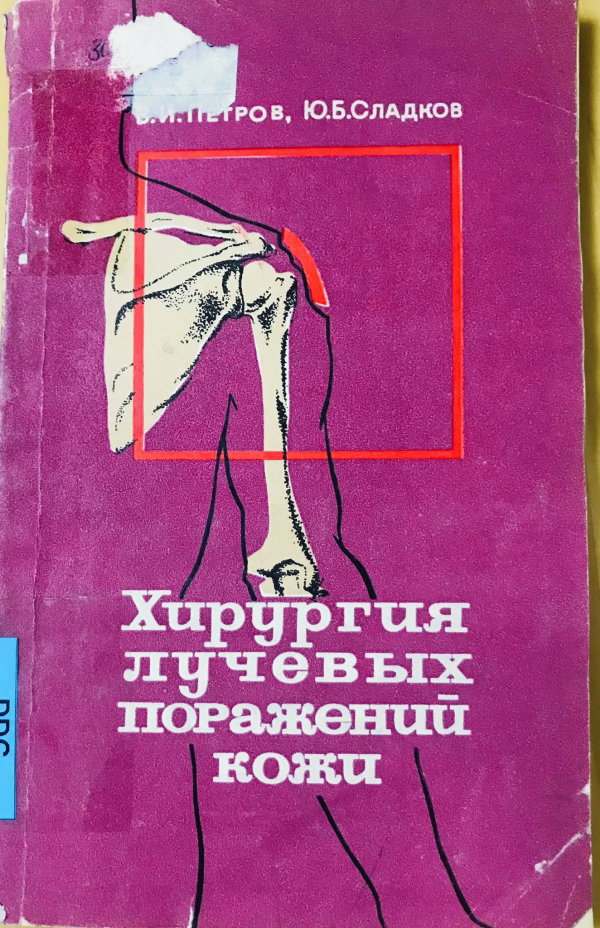 В.И.ПЕТРОВ, Ю.Б.СЛАДКОВ
Хирургия
лучевых
поражений
кожи